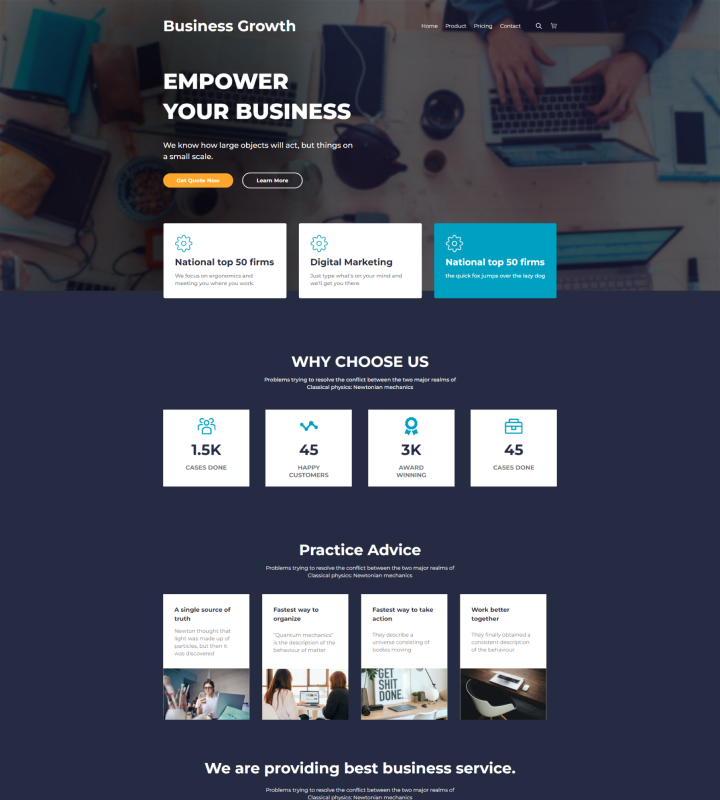 Business Growth
Home Product Pricing Contact
EMPOWER
YOUR BUSINESS
We know how large objects will act, but things on
a small scale.
Get Quote Now
Learn More
National top 50 firms
We focus on ergonomics and
meeting you where you work.
Digital Marketing
Just type what's on your mind and
we'll get you there.
National top 50 firms
the quick fox jumps over the lazy dog
WHY CHOOSE US
Problems trying to resolve the conflict between the two major realms of
Classical physics: Newtonian mechanics
1.5K
CASES DONE
45
HAPPY
CUSTOMERS
3K
AWARD
WINNING
45
CASES DONE
Practice Advice
Problems trying to resolve the conflict between the two major realms of
Classical physics: Newtonian mechanics
A single source of
truth
Newton thought that
light was made up of
particles, but then it
was discovered
Fastest way to
organize
"Quantum mechanics"
is the description of the
behaviour of matter
Fastest way to take
action
They describe a
universe consisting of
bodies moving
Work better
together
They finally obtained a
consistent description
of the behaviour
GET
SHIT
DONE.
We are providing best business service.
Problems trying to resolve the conflict between the two major realms of
Classical physics: Newtonian mechanics